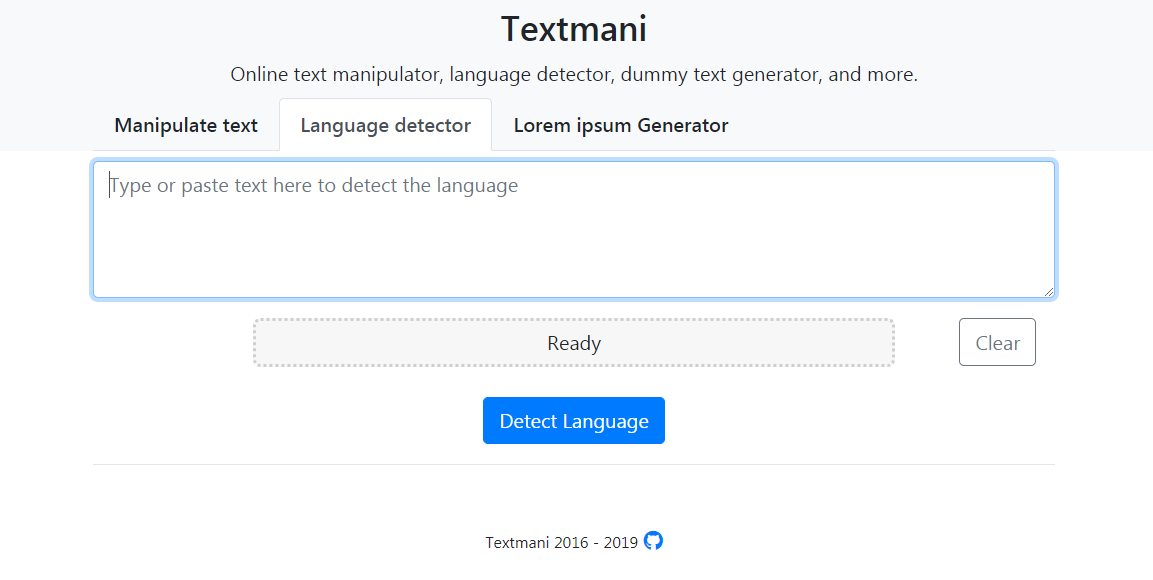 Textmani
Online text manipulator, language detector, dummy text generator, and more.
Manipulate text Language detector Lorem ipsum Generator
Type or paste text here to detect the language
Ready Clear
Detect Language
Textmani 2016 - 2019